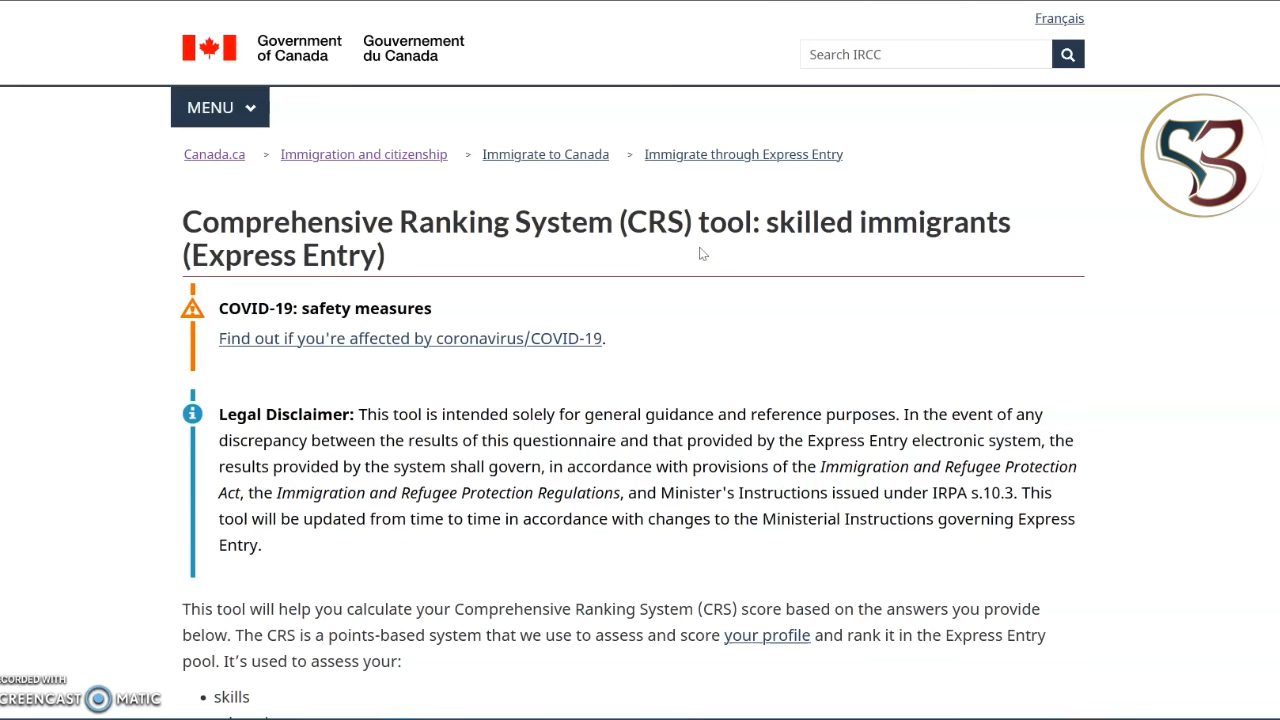 Français
Government
of Canada
Gouvernement
du Canada
Search IRCC
MENU
Canada.ca > Immigration and citizenship > Immigrate to Canada > Immigrate through Express Entry
Comprehensive Ranking System (CRS) tool: skilled immigrants
(Express Entry)
COVID-19: safety measures
Find out if you're affected by coronavirus/COVID-19.
Legal Disclaimer: This tool is intended solely for general guidance and reference purposes. In the event of any
discrepancy between the results of this questionnaire and that provided by the Express Entry electronic system, the
results provided by the system shall govern, in accordance with provisions of the Immigration and Refugee Protection
Act, the Immigration and Refugee Protection Regulations, and Minister's Instructions issued under IRPA s.10.3. This
tool will be updated from time to time in accordance with changes to the Ministerial Instructions governing Express
Entry.
This tool will help you calculate your Comprehensive Ranking System (CRS) score based on the answers you provide
below. The CRS is a points-based system that we use to assess and score your profile and rank it in the Express Entry
pool. It’s used to assess your:
• skills
CORDED WITH
CREENCAST MATIC